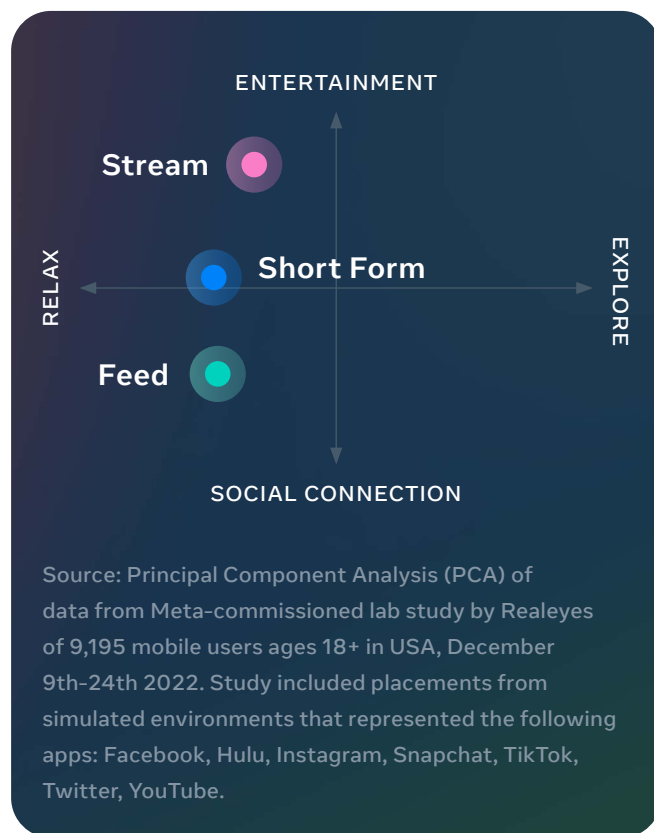 ENTERTAINMENT
Stream
Short Form
RELAX
EXPLORE
Feed
SOCIAL CONNECTION
Source: Principal Component Analysis (PCA) of
data from Meta-commissioned lab study by Realeyes
of 9,195 mobile users ages 18+ in USA, December
9th-24th 2022. Study included placements from
simulated environments that represented the following
apps: Facebook, Hulu, Instagram, Snapchat, TikTok,
Twitter, YouTube.